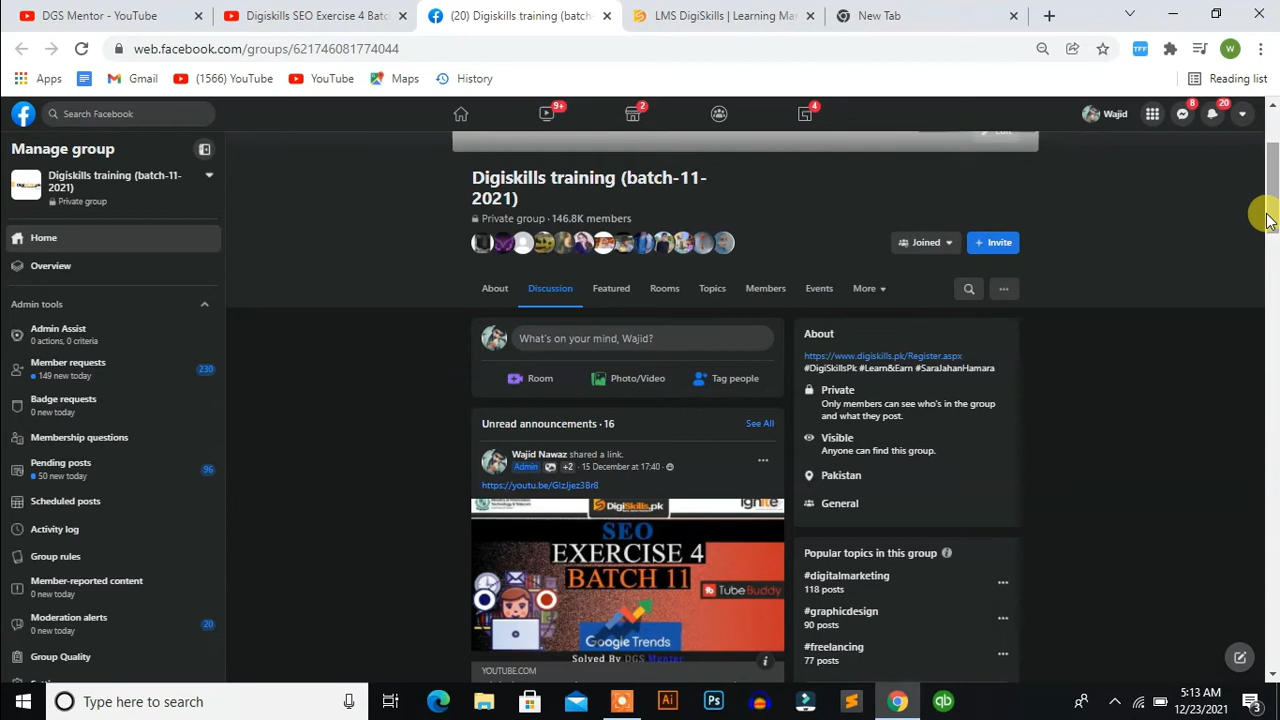 DGS Mentor - YouTube
Digiskills SEO Exercise 4 Batc
(20) Digiskills training (batch-
LMS DigiSkills | Learning Ma
New Tab
web.facebook.com/groups/621746081774044
TFF
W
Apps
Gmail
(1566) YouTube
YouTube
Maps
History
Reading list
Search Facebook
9+
2
4
Wajid
8
20
Manage group
Digiskills training (batch-11-
2021)
Private group
Home
Overview
Admin tools
Admin Assist
0 actions, 0 criteria
Member requests
149 new today
230
Badge requests
0 new today
Membership questions
Pending posts
50 new today
96
Scheduled posts
Activity log
Group rules
Member-reported content
0 new today
Moderation alerts
0 new today
20
Group Quality
Edit
Digiskills training (batch-11-
2021)
Private group · 146.8K members
Joined
+ Invite
About
Discussion
Featured
Rooms
Topics
Members
Events
More
What's on your mind, Wajid?
Room
Photo/Video
Tag people
Unread announcements · 16
See All
Wajid Nawaz shared a link.
Admin
+2
· 15 December at 17:40 ·
https://youtu.be/GIzJjez3Br8
DigiSkills.pk
ignite
SEO
EXERCISE 4
BATCH 11
TubeBuddy
Google Trends
Solved By DGS Mentor
YOUTUBE.COM
About
https://www.digiskills.pk/Register.aspx
#DigiSkillsPk #Learn&Earn #SaraJahanHamara
Private
Only members can see who's in the group
and what they post.
Visible
Anyone can find this group.
Pakistan
General
Popular topics in this group
#digitalmarketing
118 posts
#graphicdesign
90 posts
#freelancing
77 posts
Type here to search
Ai
Ps
qb
5:13 AM
12/23/2021
3